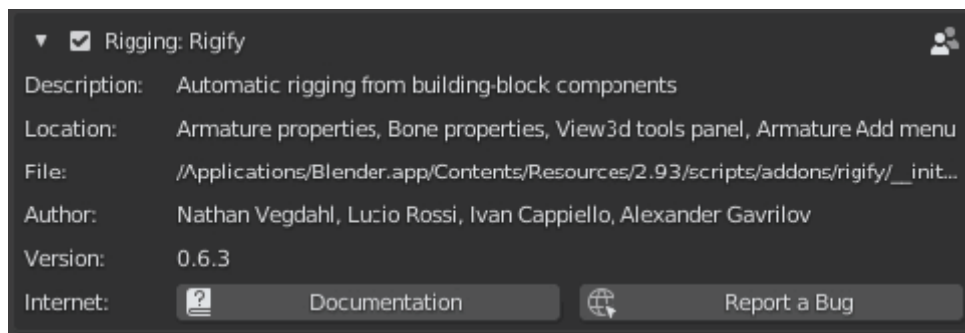 Rigging: Rigify
Description: Automatic rigging from building-block components
Location: Armature properties, Bone properties, View3d tools panel, Armature Add menu
File: /Applications/Blender.app/Contents/Resources/2.93/scripts/addons/rigify/__init...
Author: Nathan Vegdahl, Lucio Rossi, Ivan Cappiello, Alexander Gavrilov
Version: 0.6.3
Internet: Documentation Report a Bug